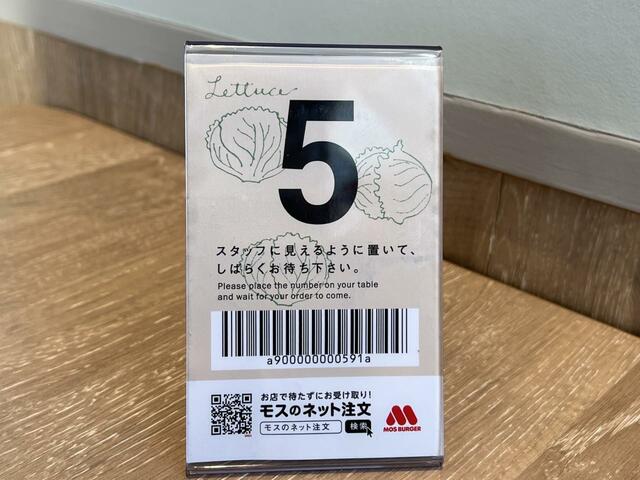 Lettuce
5
スタッフに見えるように置いて、
しばらくお待ち下さい。
Please place the number on your table
and wait for your order to come.
a900000000591a
お店で待たずにお受け取り!
モスのネット注文
モスのネット注文 検索
MOS BURGER